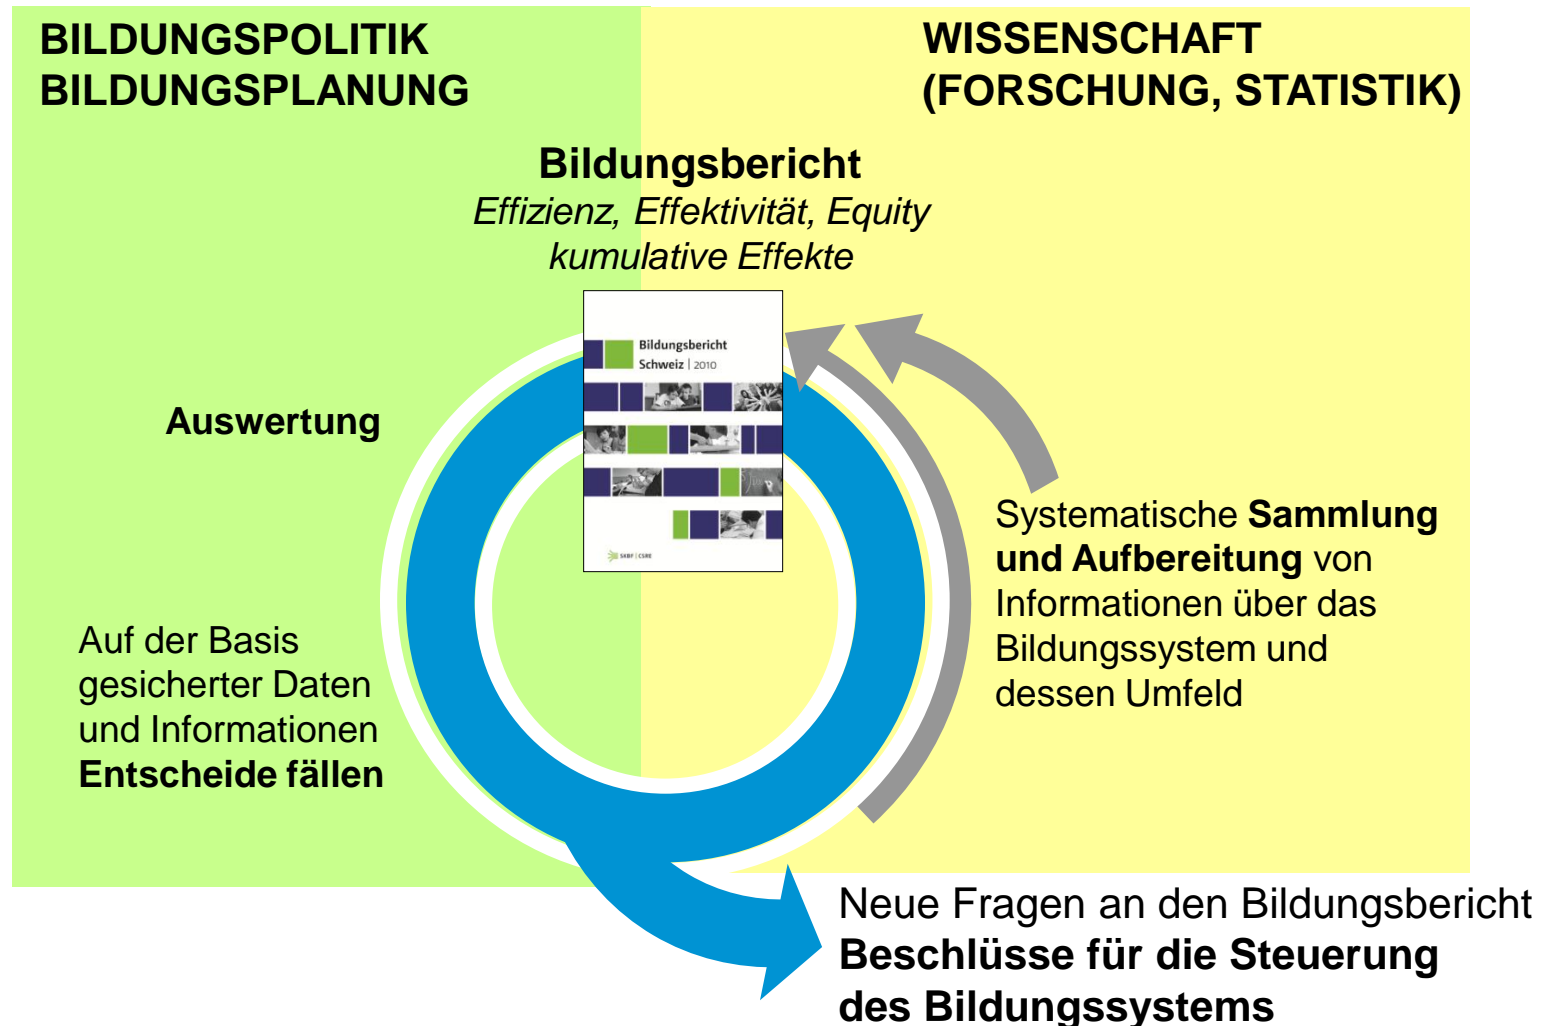 BILDUNGSPOLITIK
BILDUNGSPLANUNG
WISSENSCHAFT
(FORSCHUNG, STATISTIK)
Bildungsbericht
Effizienz, Effektivität, Equity
kumulative Effekte
Bildungsbericht
Schweiz | 2010
SKBF | CSRE
Auswertung
Auf der Basis
gesicherter Daten
und Informationen
Entscheide fällen
Systematische Sammlung
und Aufbereitung von
Informationen über das
Bildungssystem und
dessen Umfeld
Neue Fragen an den Bildungsbericht
Beschlüsse für die Steuerung
des Bildungssystems